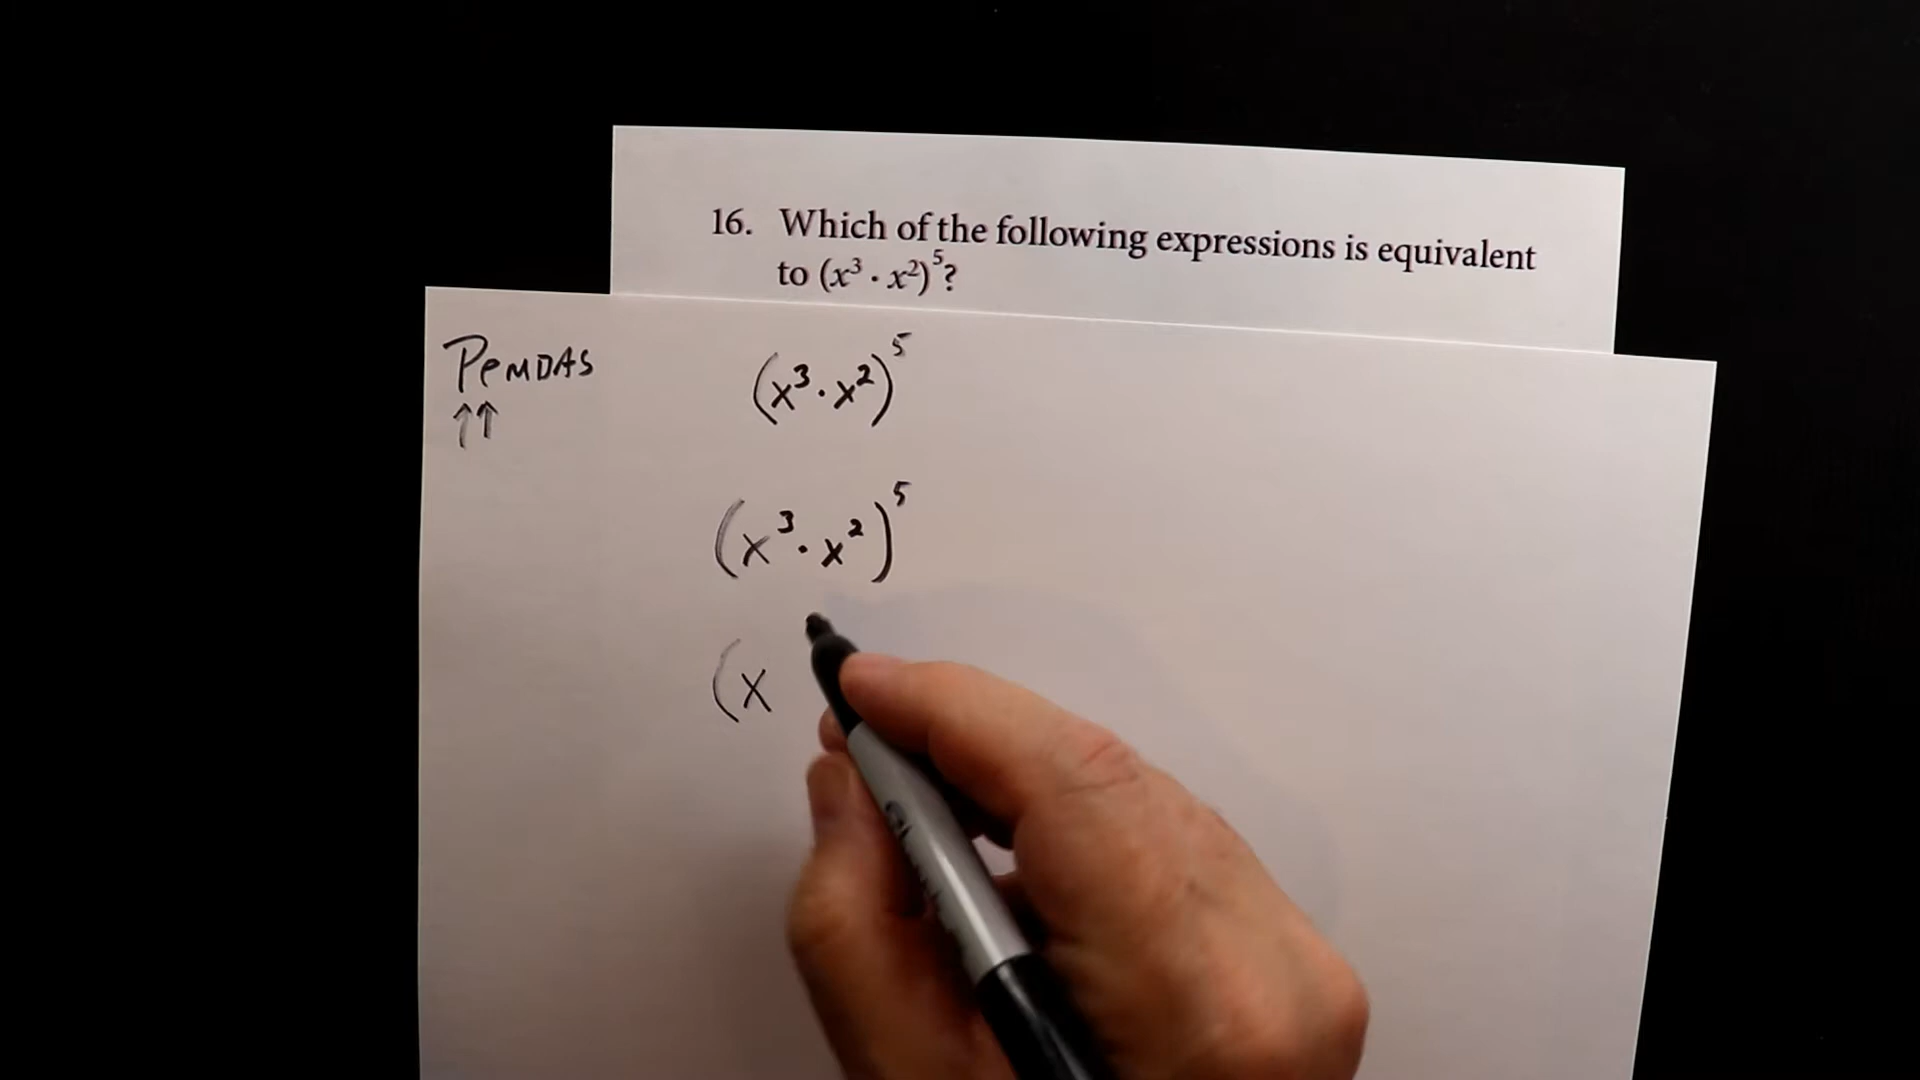 16. Which of the following expressions is equivalent
to (x³ · x²)⁵?
PEMDAS
↑↑
(x³ · x²)⁵
(x³ · x²)⁵
(x